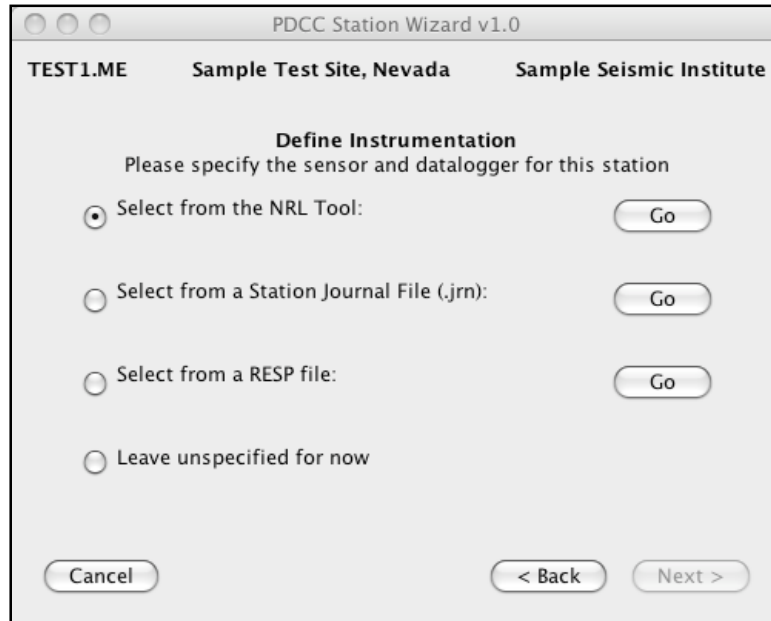 PDCC Station Wizard v1.0
TEST1.ME Sample Test Site, Nevada Sample Seismic Institute
Define Instrumentation
Please specify the sensor and datalogger for this station
Select from the NRL Tool: Go
Select from a Station Journal File (.jrn): Go
Select from a RESP file: Go
Leave unspecified for now
Cancel < Back Next >